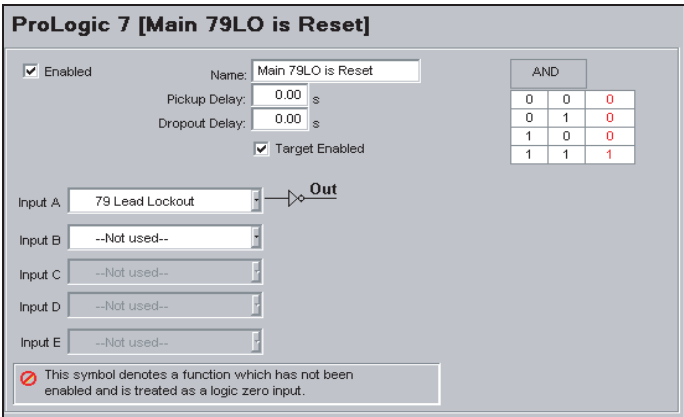 ProLogic 7 [Main 79LO is Reset]
Enabled
Name: Main 79LO is Reset
Pickup Delay: 0.00 s
Dropout Delay: 0.00 s
Target Enabled
AND
0 0 0
0 1 0
1 0 0
1 1 1
Input A 79 Lead Lockout Out
Input B --Not used--
Input C --Not used--
Input D --Not used--
Input E --Not used--
This symbol denotes a function which has not been
enabled and is treated as a logic zero input.